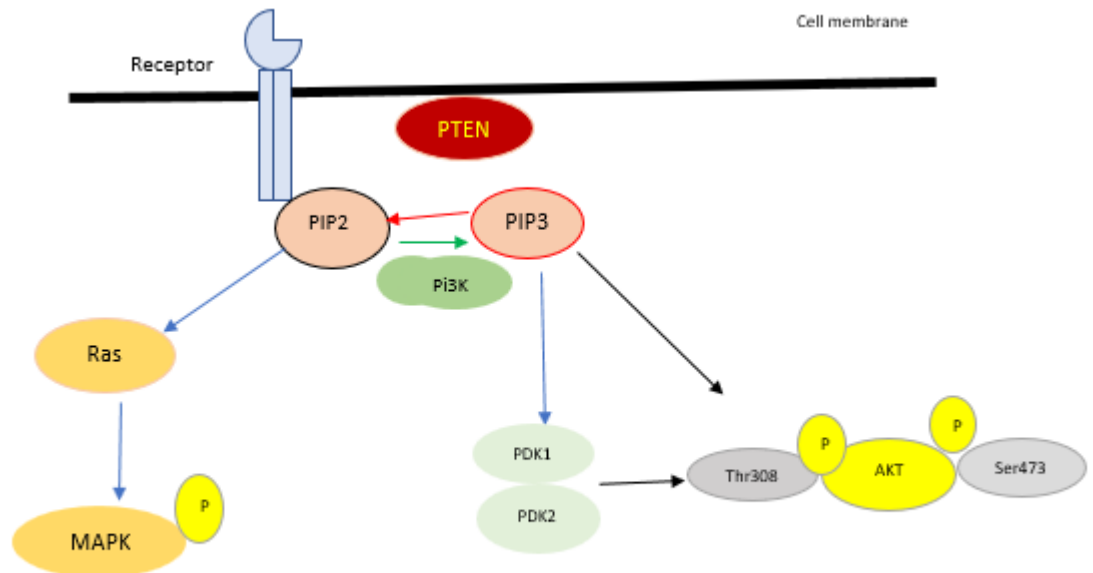 Cell membrane
Receptor
PTEN
PIP2
PIP3
Pi3K
Ras
PDK1
PDK2
P
P
Thr308
AKT
Ser473
P
MAPK